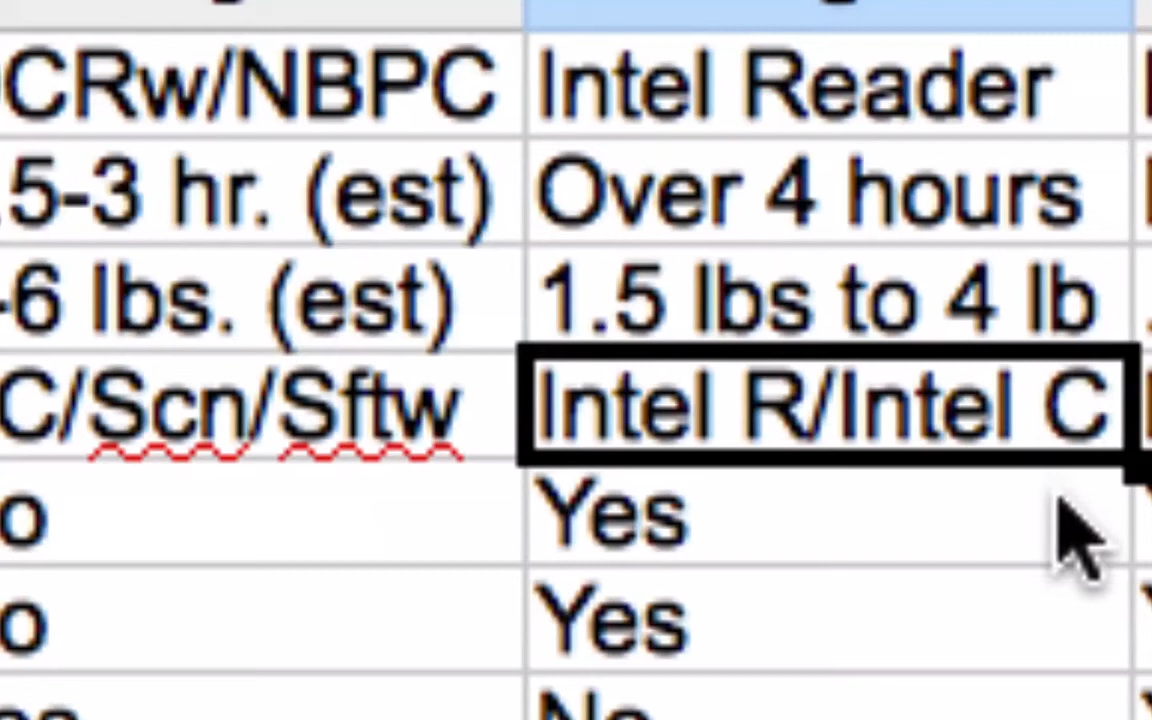 CRw/NBPC Intel Reader
.5-3 hr. (est) Over 4 hours
-6 lbs. (est) 1.5 lbs to 4 lb
C/Scn/Sftw Intel R/Intel C
o Yes
o Yes
No